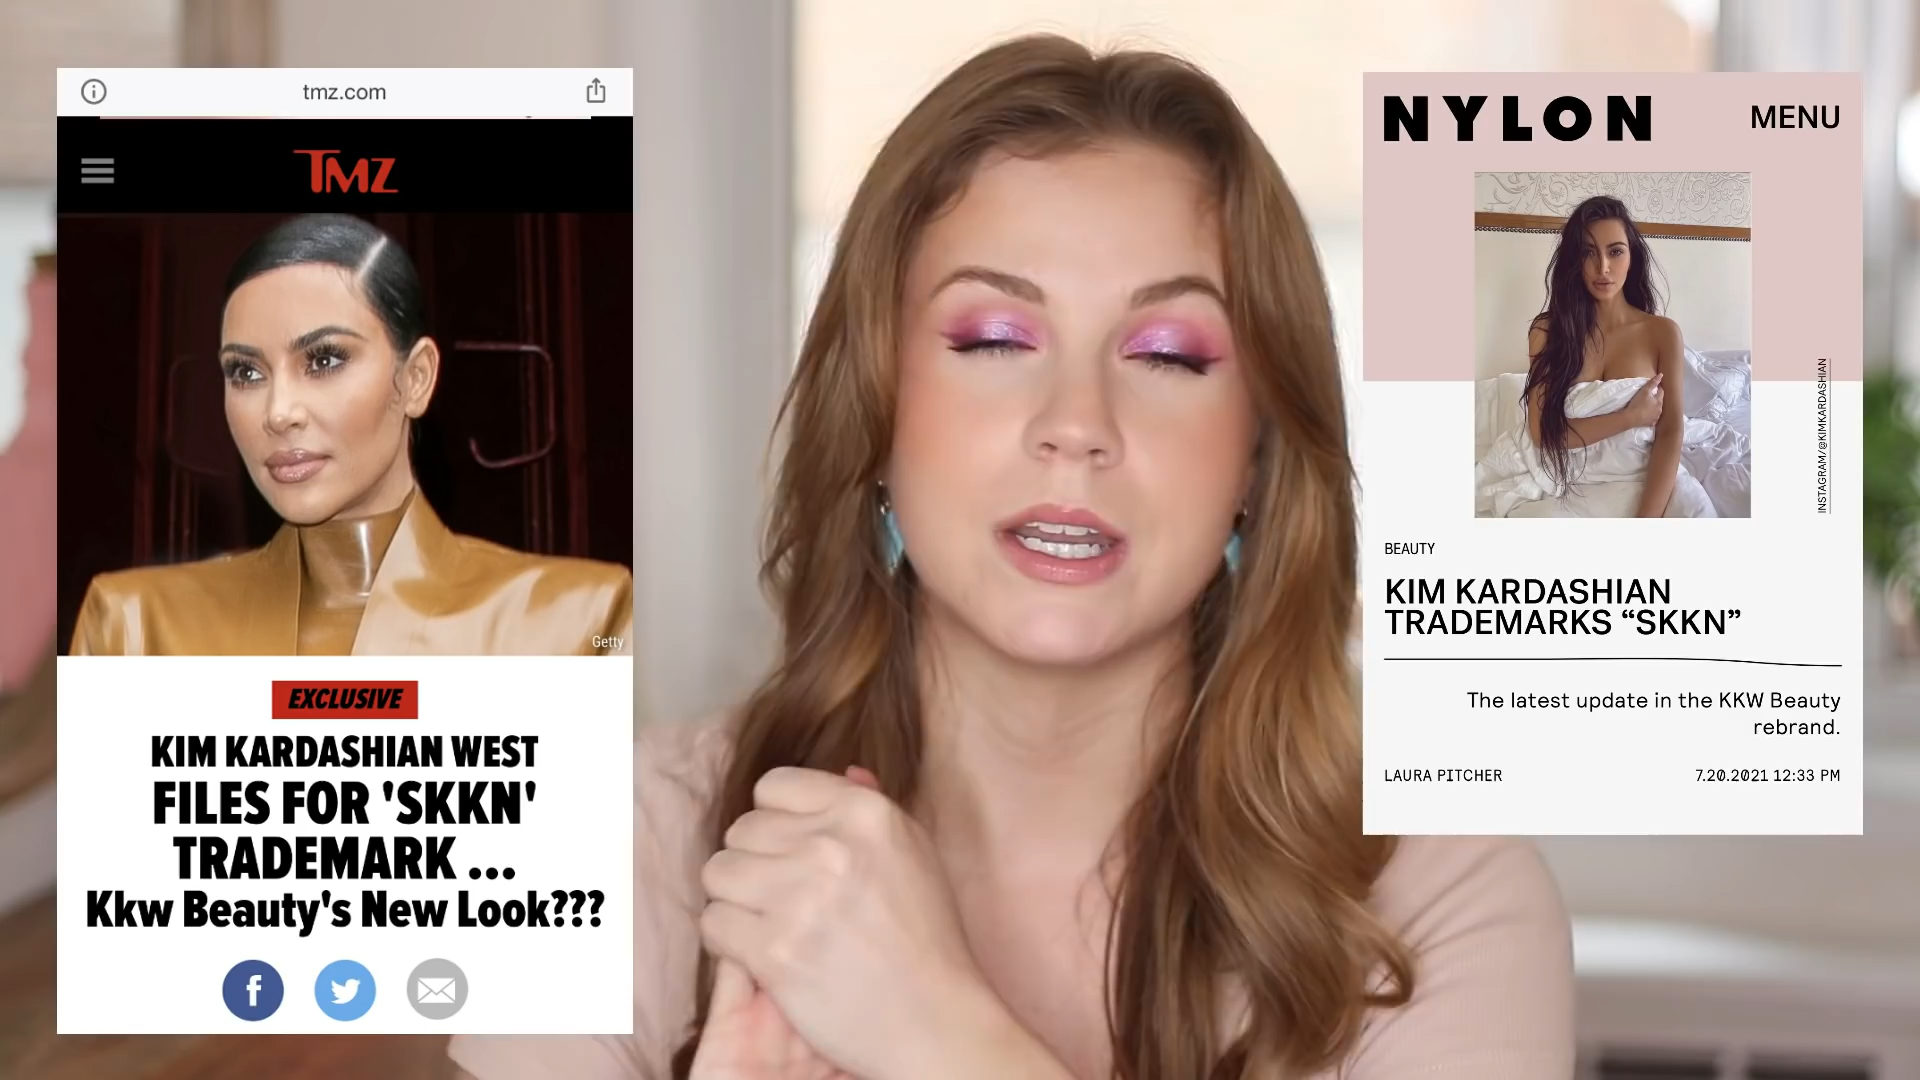 tmz.com
TMZ
Getty
EXCLUSIVE
KIM KARDASHIAN WEST
FILES FOR 'SKKN'
TRADEMARK ...
Kkw Beauty's New Look???
NYLON
MENU
INSTAGRAM/@KIMKARDASHIAN
BEAUTY
KIM KARDASHIAN
TRADEMARKS “SKKN”
The latest update in the KKW Beauty
rebrand.
LAURA PITCHER
7.20.2021 12:33 PM